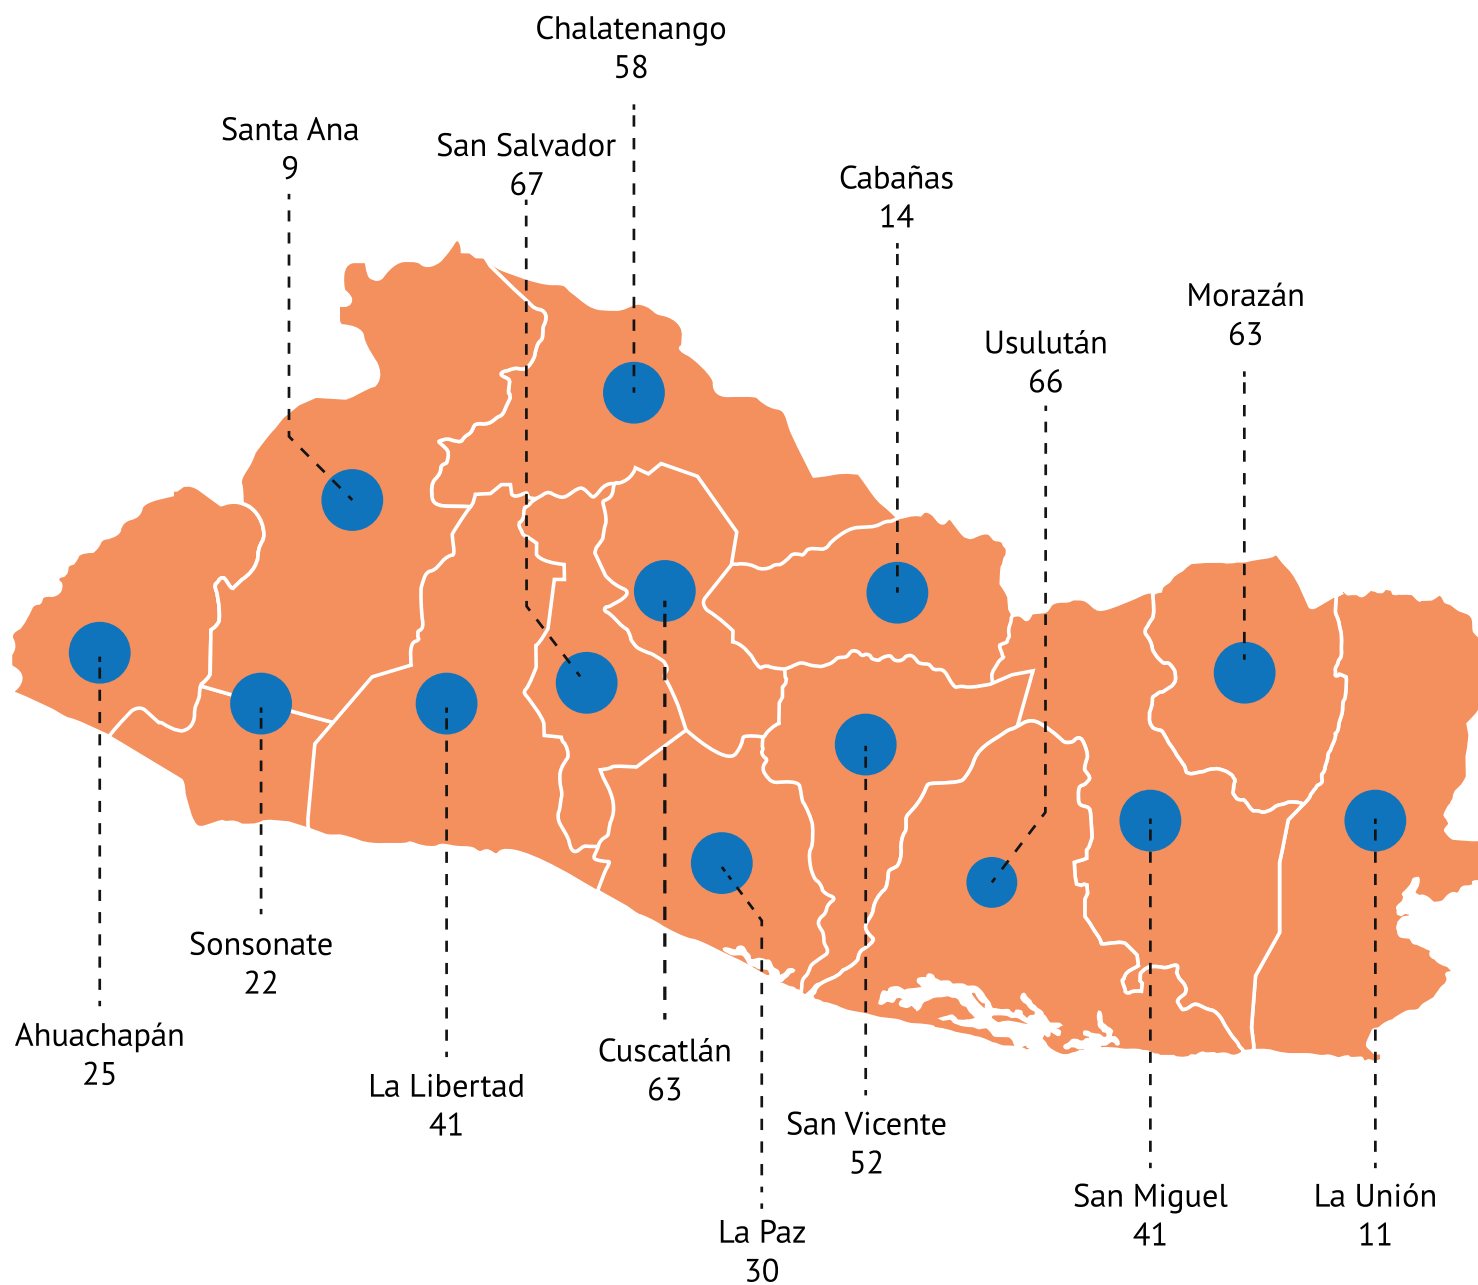 Chalatenango
58
Santa Ana
9
San Salvador
67
Cabañas
14
Morazán
63
Usulután
66
Ahuachapán
25
Sonsonate
22
La Libertad
41
Cuscatlán
63
San Vicente
52
La Paz
30
San Miguel
41
La Unión
11